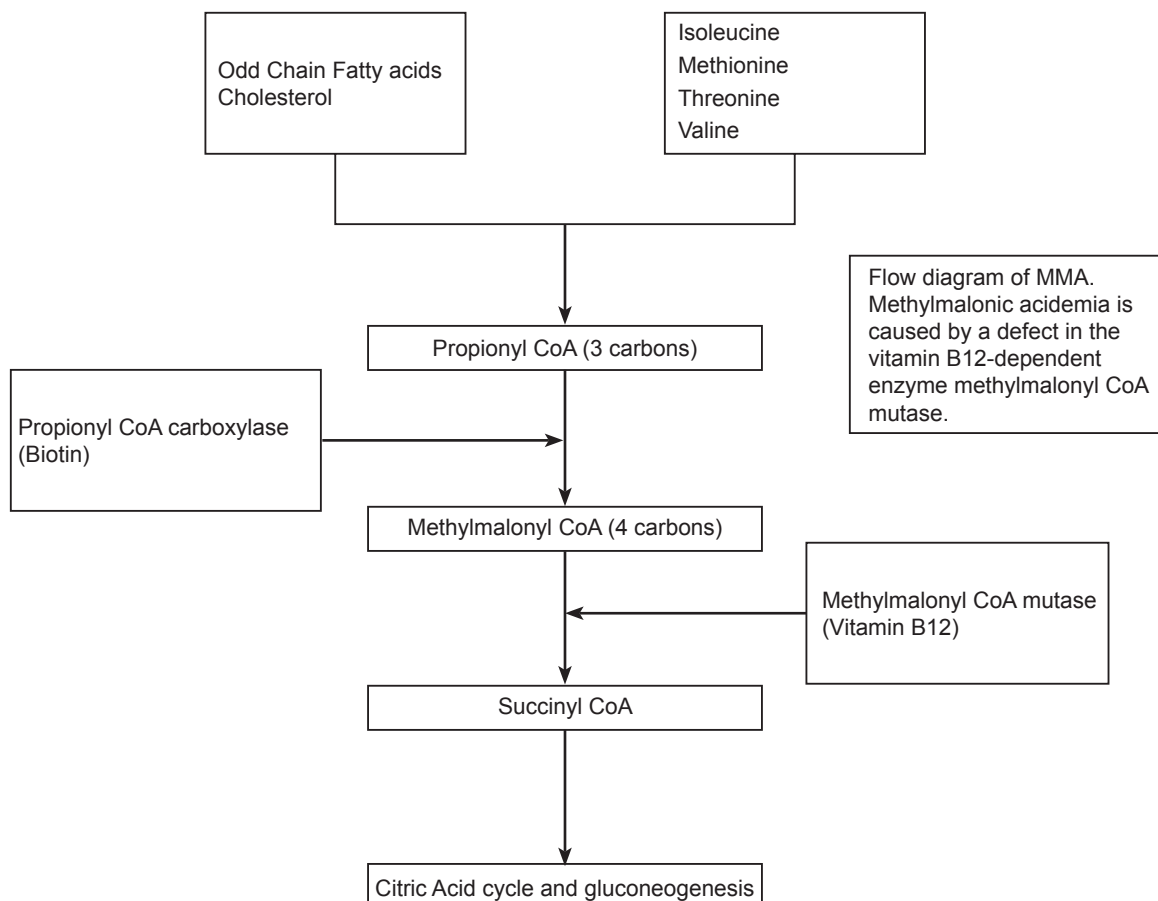 Odd Chain Fatty acids
Cholesterol
Isoleucine
Methionine
Threonine
Valine
Flow diagram of MMA.
Methylmalonic acidemia is
caused by a defect in the
vitamin B12-dependent
enzyme methylmalonyl CoA
mutase.
Propionyl CoA (3 carbons)
Propionyl CoA carboxylase
(Biotin)
Methylmalonyl CoA (4 carbons)
Methylmalonyl CoA mutase
(Vitamin B12)
Succinyl CoA
Citric Acid cycle and gluconeogenesis